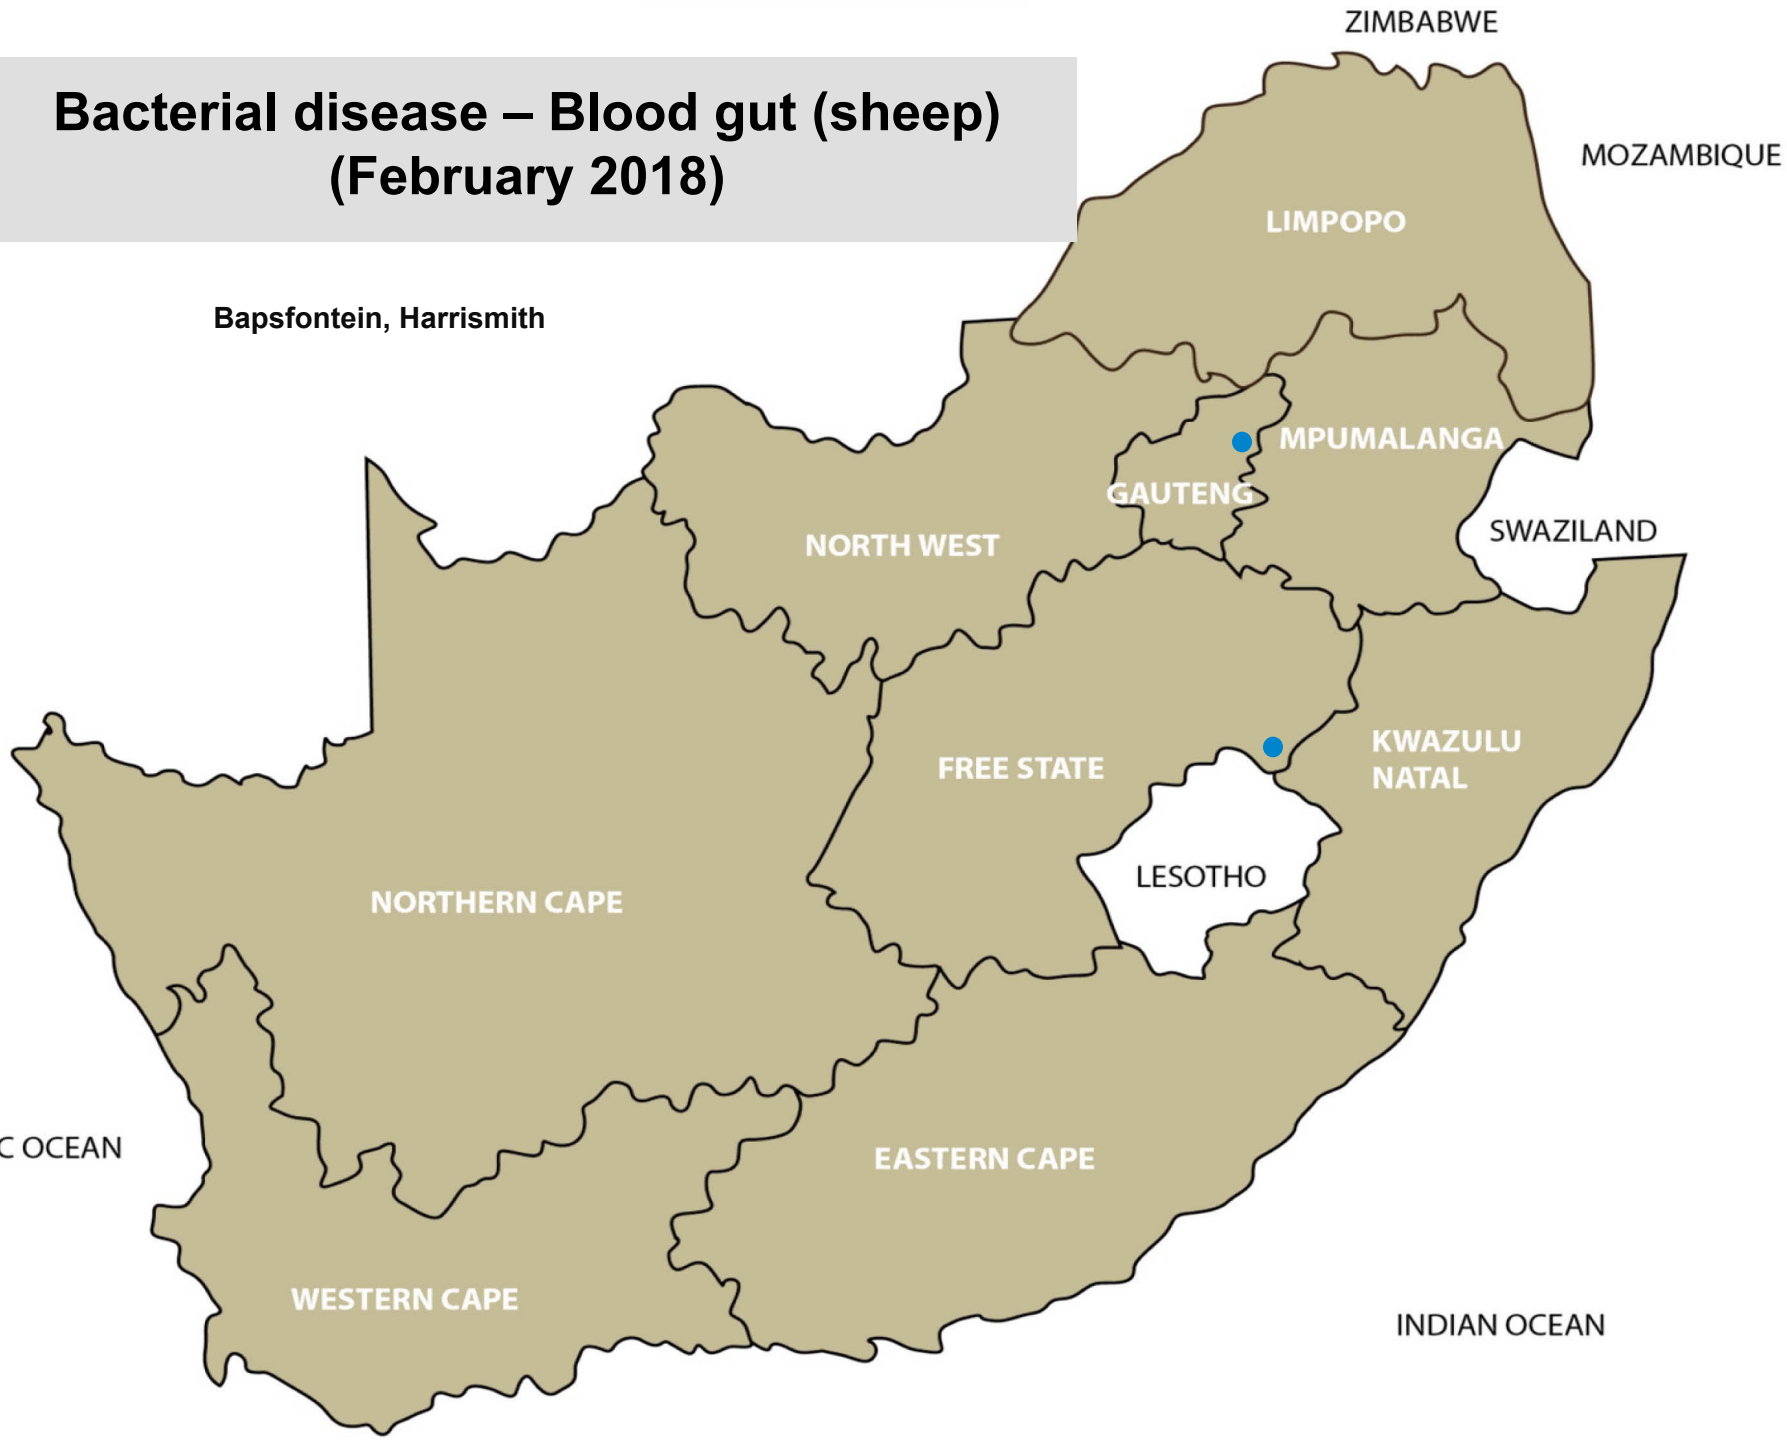 ZIMBABWE
Bacterial disease – Blood gut (sheep)
(February 2018)
MOZAMBIQUE
LIMPOPO
Bapsfontein, Harrismith
MPUMALANGA
GAUTENG
SWAZILAND
NORTH WEST
KWAZULU
NATAL
FREE STATE
LESOTHO
NORTHERN CAPE
C OCEAN
EASTERN CAPE
WESTERN CAPE
INDIAN OCEAN